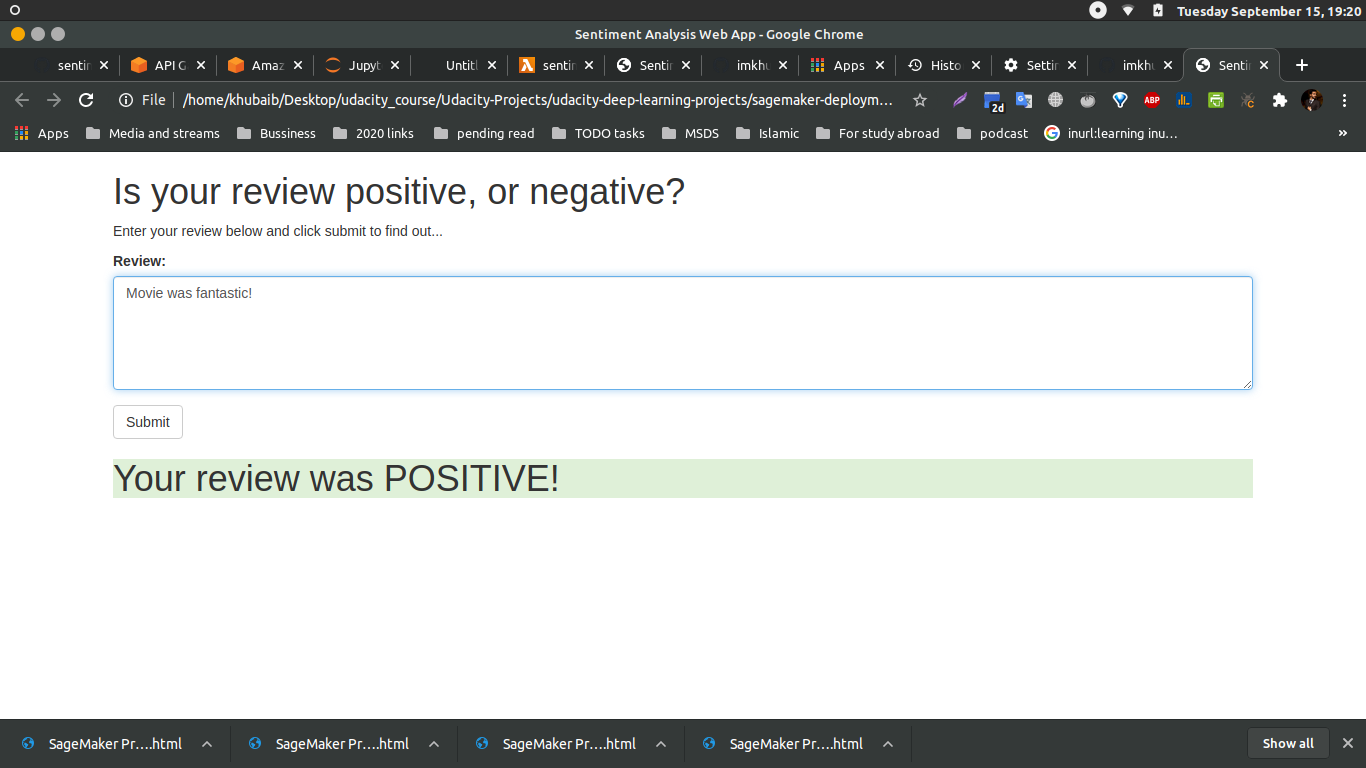 Tuesday September 15, 19:20
Sentiment Analysis Web App - Google Chrome
sentir API G Amaz Jupyt Untitl sentin Sentir imkhu Apps Histo Settir imkhu Senti
File /home/khubaib/Desktop/udacity_course/Udacity-Projects/udacity-deep-learning-projects/sagemaker-deploym... 2d ABP
Apps Media and streams Bussiness 2020 links pending read TODO tasks MSDS Islamic For study abroad podcast inurl:learning inu... »
Is your review positive, or negative?
Enter your review below and click submit to find out...
Review:
Movie was fantastic!
Submit
Your review was POSITIVE!
SageMaker Pr....html SageMaker Pr....html SageMaker Pr....html SageMaker Pr....html Show all